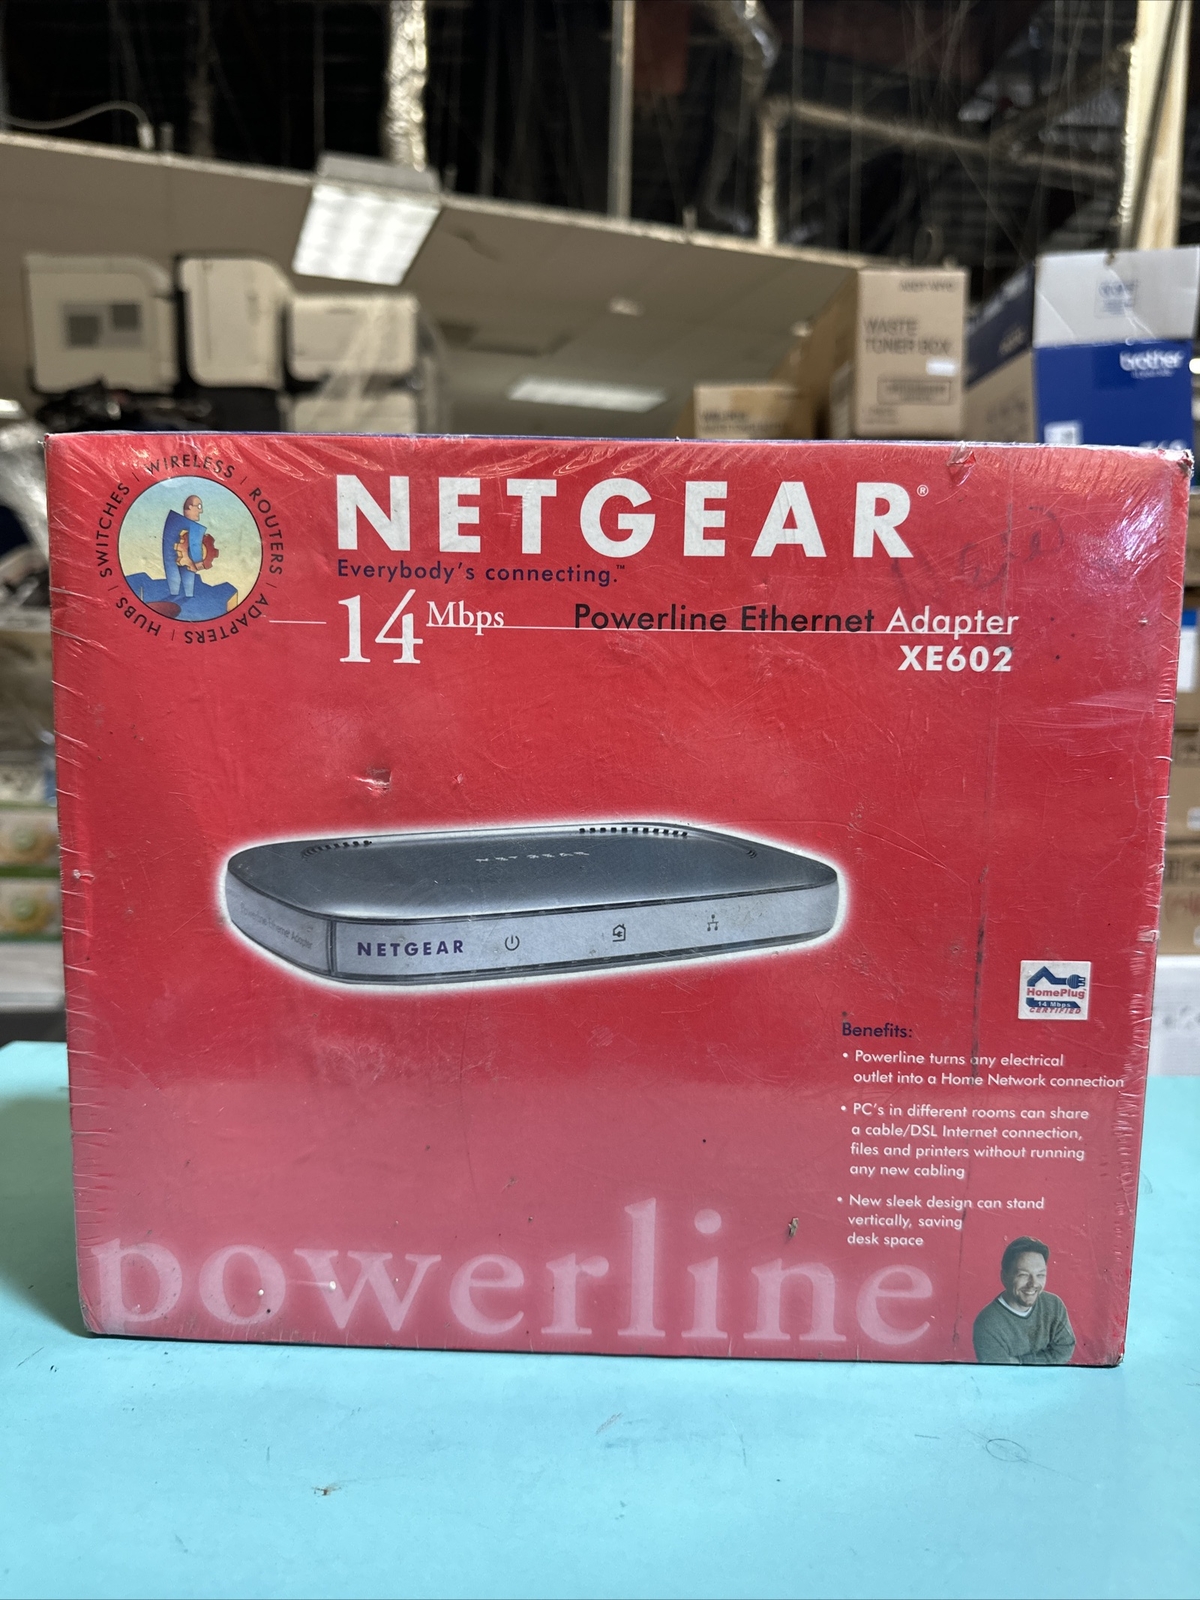 WASTE
TONER BOX
brother
SWITCHES | WIRELESS | ROUTERS | ADAPTERS | HUBS
NETGEAR®
Everybody's connecting.™
14 Mbps Powerline Ethernet Adapter
XE602
NETGEAR
NETGEAR
HomePlug
14 Mbps
CERTIFIED
Benefits:
• Powerline turns any electrical
outlet into a Home Network connection
• PC's in different rooms can share
a cable/DSL Internet connection,
files and printers without running
any new cabling
• New sleek design can stand
vertically, saving
desk space
powerline